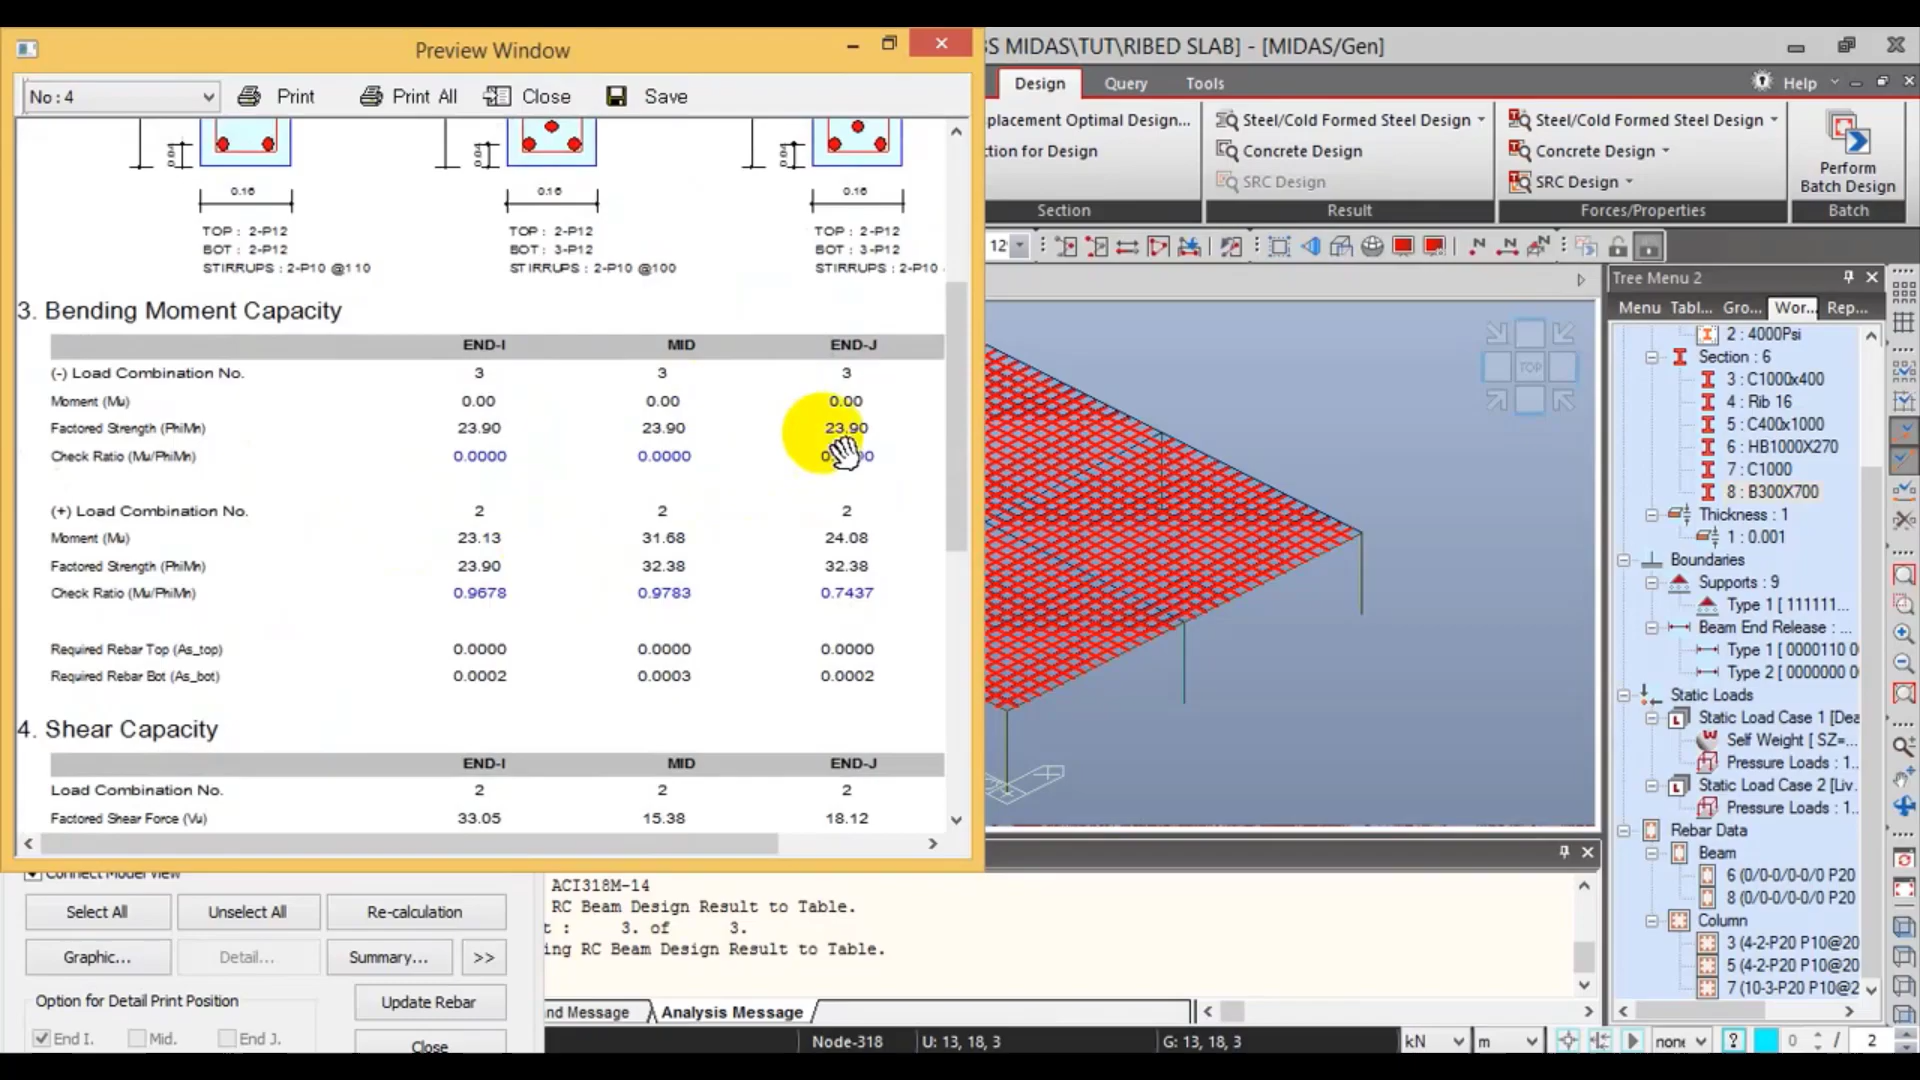 Preview Window
No : 4
Print
Print All
Close
Save
0.04
0.04
0.04
0.16
0.16
0.16
TOP : 2-P12
BOT : 2-P12
STIRRUPS : 2-P10 @110
TOP : 2-P12
BOT : 3-P12
STIRRUPS : 2-P10 @100
TOP : 2-P12
BOT : 3-P12
STIRRUPS : 2-P10
3. Bending Moment Capacity
END-I MID END-J
(-) Load Combination No. 3 3 3
Moment (Mu) 0.00 0.00 0.00
Factored Strength (PhiMn) 23.90 23.90 23.90
Check Ratio (Mu/PhiMn) 0.0000 0.0000
(+) Load Combination No. 2 2 2
Moment (Mu) 23.13 31.68 24.08
Factored Strength (PhiMn) 23.90 32.38 32.38
Check Ratio (Mu/PhiMn) 0.9678 0.9783 0.7437
Required Rebar Top (As_top) 0.0000 0.0000 0.0000
Required Rebar Bot (As_bot) 0.0002 0.0003 0.0002
4. Shear Capacity
END-I MID END-J
Load Combination No. 2 2 2
Factored Shear Force (Vu) 33.05 15.38 18.12
Connect Model View
Select All
Unselect All
Re-calculation
Graphic...
Detail...
Summary...
>>
Option for Detail Print Position
End I.
Mid.
End J.
Update Rebar
Close
S MIDAS\TUT\RIBED SLAB] - [MIDAS/Gen]
Design
Query
Tools
Help
placement Optimal Design...
tion for Design
Section
Steel/Cold Formed Steel Design
Concrete Design
SRC Design
Result
Steel/Cold Formed Steel Design
Concrete Design
SRC Design
Forces/Properties
Perform
Batch Design
Batch
12
TOP
Tree Menu 2
Menu Tabl... Gro... Wor... Rep...
2 : 4000Psi
Section : 6
3 : C1000x400
4 : Rib 16
5 : C400x1000
6 : HB1000X270
7 : C1000
8 : B300X700
Thickness : 1
1 : 0.001
Boundaries
Supports : 9
Type 1 [ 111111...
Beam End Release : ...
Type 1 [ 0000110 0
Type 2 [ 0000000 0
Static Loads
Static Load Case 1 [Dea
Self Weight [ SZ=...
Pressure Loads : 1..
Static Load Case 2 [Liv
Pressure Loads : 1..
Rebar Data
Beam
6 (0/0-0/0-0/0 P20
8 (0/0-0/0-0/0 P20
Column
3 (4-2-P20 P10@20
5 (4-2-P20 P10@20
7 (10-3-P20 P10@2
ACI318M-14
RC Beam Design Result to Table.
t : 3. of 3.
ing RC Beam Design Result to Table.
nd Message
Analysis Message
Node-318
U: 13, 18, 3
G: 13, 18, 3
kN
m
none
0
/ 2